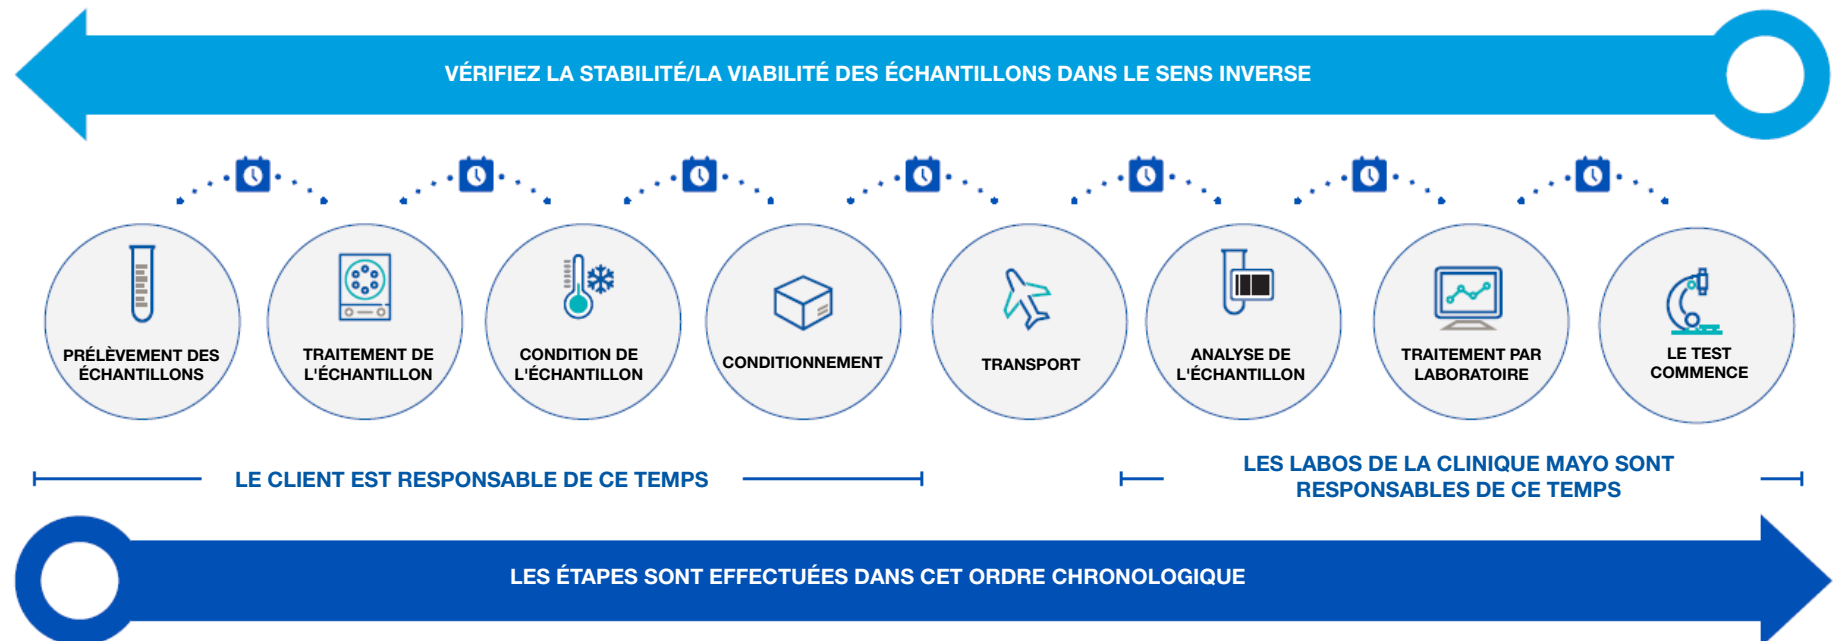 VÉRIFIEZ LA STABILITÉ/LA VIABILITÉ DES ÉCHANTILLONS DANS LE SENS INVERSE
PRÉLÈVEMENT DES
ÉCHANTILLONS
TRAITEMENT DE
L'ÉCHANTILLON
CONDITION DE
L'ÉCHANTILLON
CONDITIONNEMENT
TRANSPORT
ANALYSE DE
L'ÉCHANTILLON
TRAITEMENT PAR
LABORATOIRE
LE TEST
COMMENCE
LE CLIENT EST RESPONSABLE DE CE TEMPS
LES LABOS DE LA CLINIQUE MAYO SONT
RESPONSABLES DE CE TEMPS
LES ÉTAPES SONT EFFECTUÉES DANS CET ORDRE CHRONOLOGIQUE